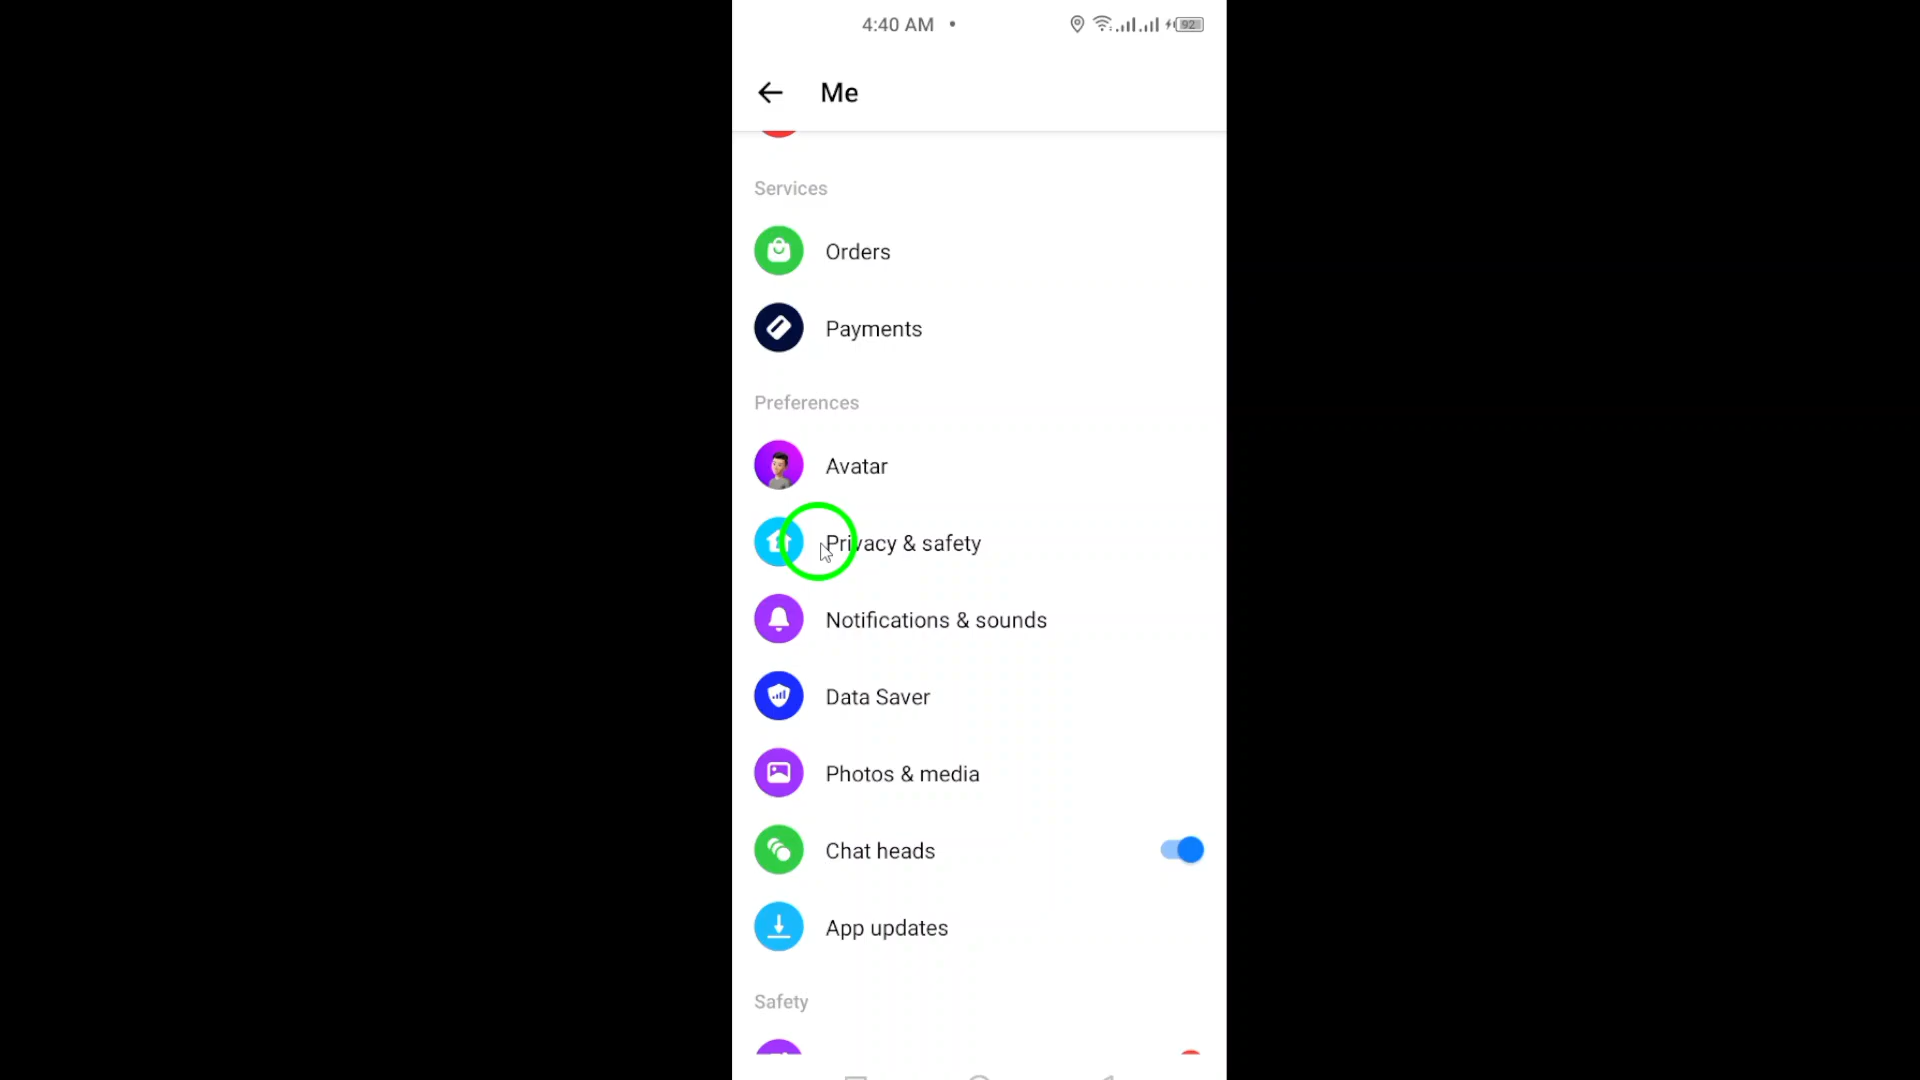 4:40 AM
92
Me
Services
Orders
Payments
Preferences
Avatar
Privacy & safety
Notifications & sounds
Data Saver
Photos & media
Chat heads
App updates
Safety